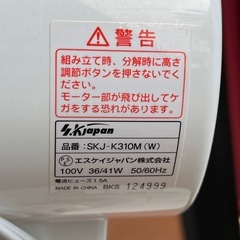 ⚠警告
組み立て時、分解時に高さ
調節ボタンを押さないでく
ださい。
モーター部が飛び出してケ
ガをする恐れがあります。
S.K Japan
品番：SKJ-K310M(W)
エスケイジャパン株式会社
100V 36/41W 50/60Hz
電流ヒューズ1.5A
MADE IN CHINA BKS 124999